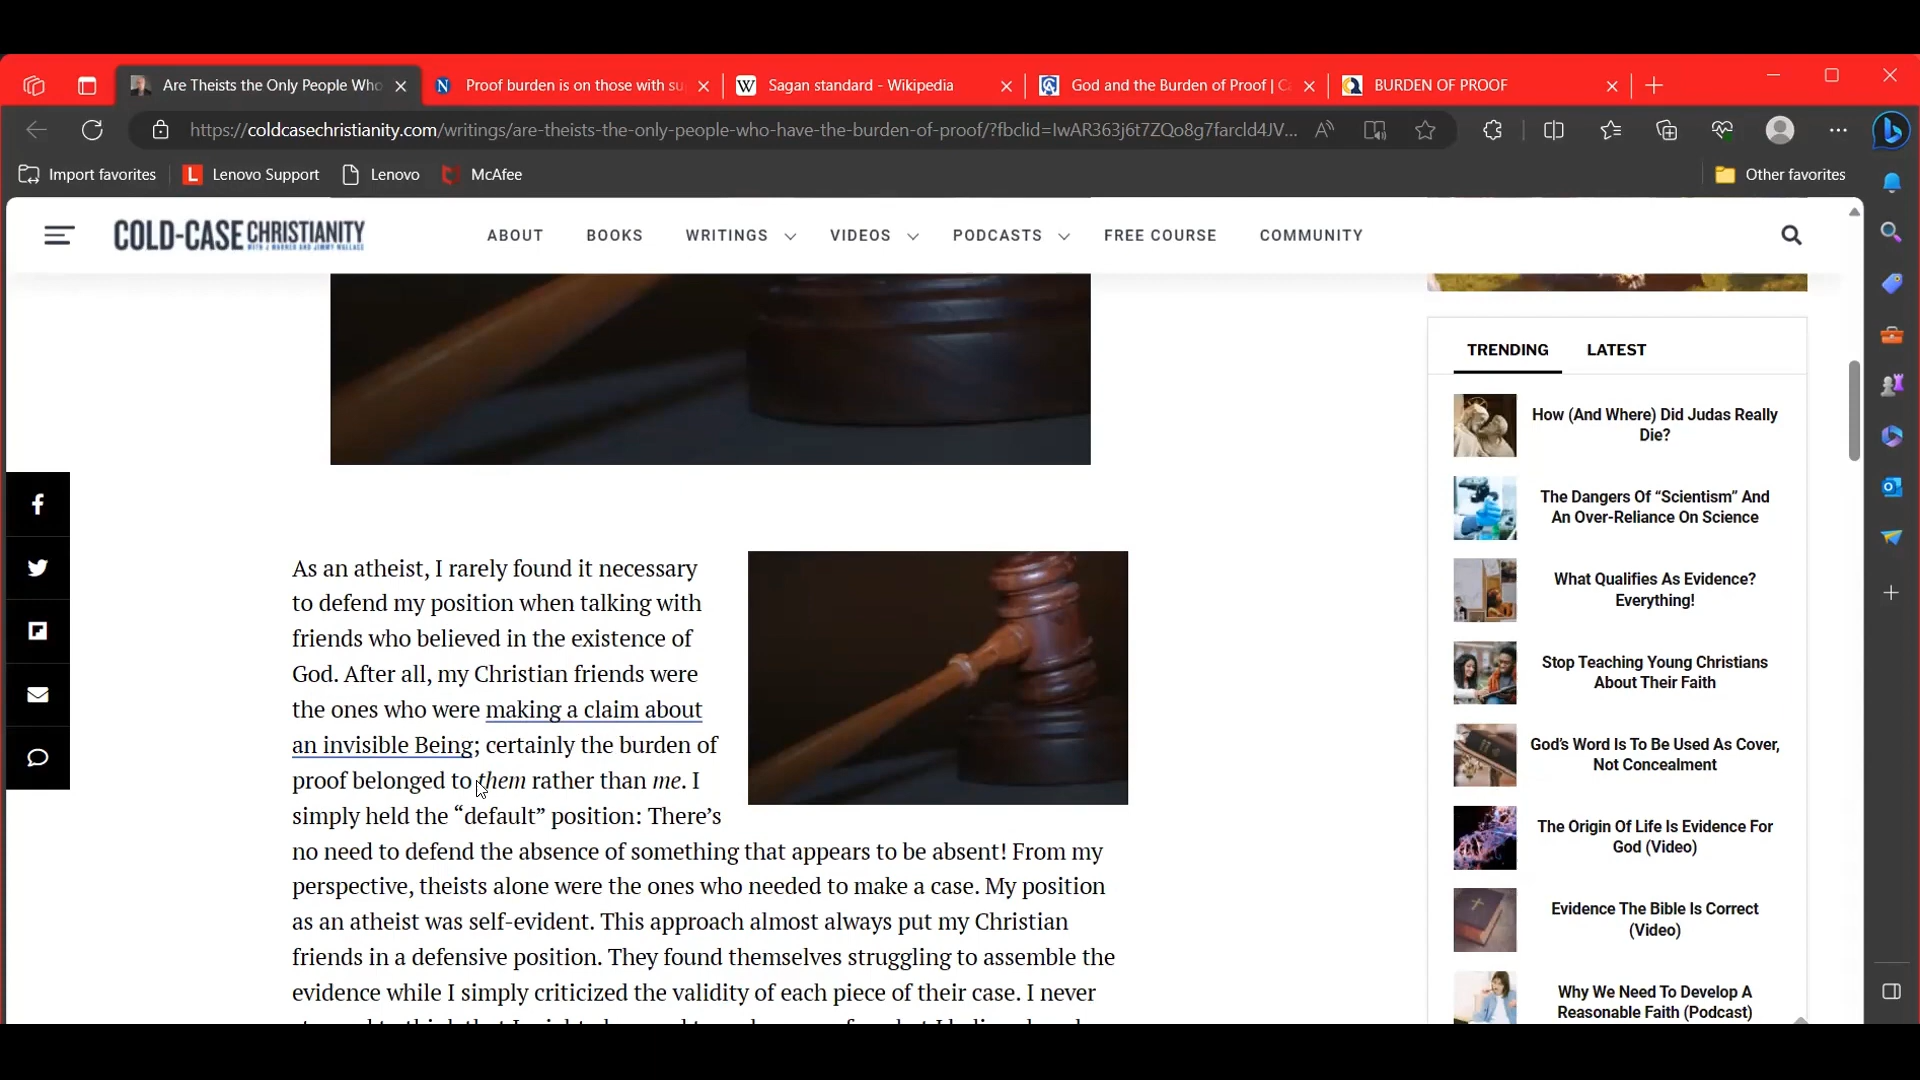 Are Theists the Only People Who
Proof burden is on those with su
Sagan standard - Wikipedia
God and the Burden of Proof | C
BURDEN OF PROOF
https://coldcasechristianity.com/writings/are-theists-the-only-people-who-have-the-burden-of-proof/?fbclid=IwAR363j6t7ZQo8g7farcld4JV...
Import favorites
Lenovo Support
Lenovo
McAfee
Other favorites
COLD-CASE CHRISTIANITY
WITH J. WARNER AND JIMMY WALLACE
ABOUT
BOOKS
WRITINGS
VIDEOS
PODCASTS
FREE COURSE
COMMUNITY
As an atheist, I rarely found it necessary
to defend my position when talking with
friends who believed in the existence of
God. After all, my Christian friends were
the ones who were making a claim about
an invisible Being; certainly the burden of
proof belonged to them rather than me. I
simply held the “default” position: There’s
no need to defend the absence of something that appears to be absent! From my
perspective, theists alone were the ones who needed to make a case. My position
as an atheist was self-evident. This approach almost always put my Christian
friends in a defensive position. They found themselves struggling to assemble the
evidence while I simply criticized the validity of each piece of their case. I never
TRENDING
LATEST
How (And Where) Did Judas Really
Die?
The Dangers Of “Scientism” And
An Over-Reliance On Science
What Qualifies As Evidence?
Everything!
Stop Teaching Young Christians
About Their Faith
God’s Word Is To Be Used As Cover,
Not Concealment
The Origin Of Life Is Evidence For
God (Video)
Evidence The Bible Is Correct
(Video)
Why We Need To Develop A
Reasonable Faith (Podcast)